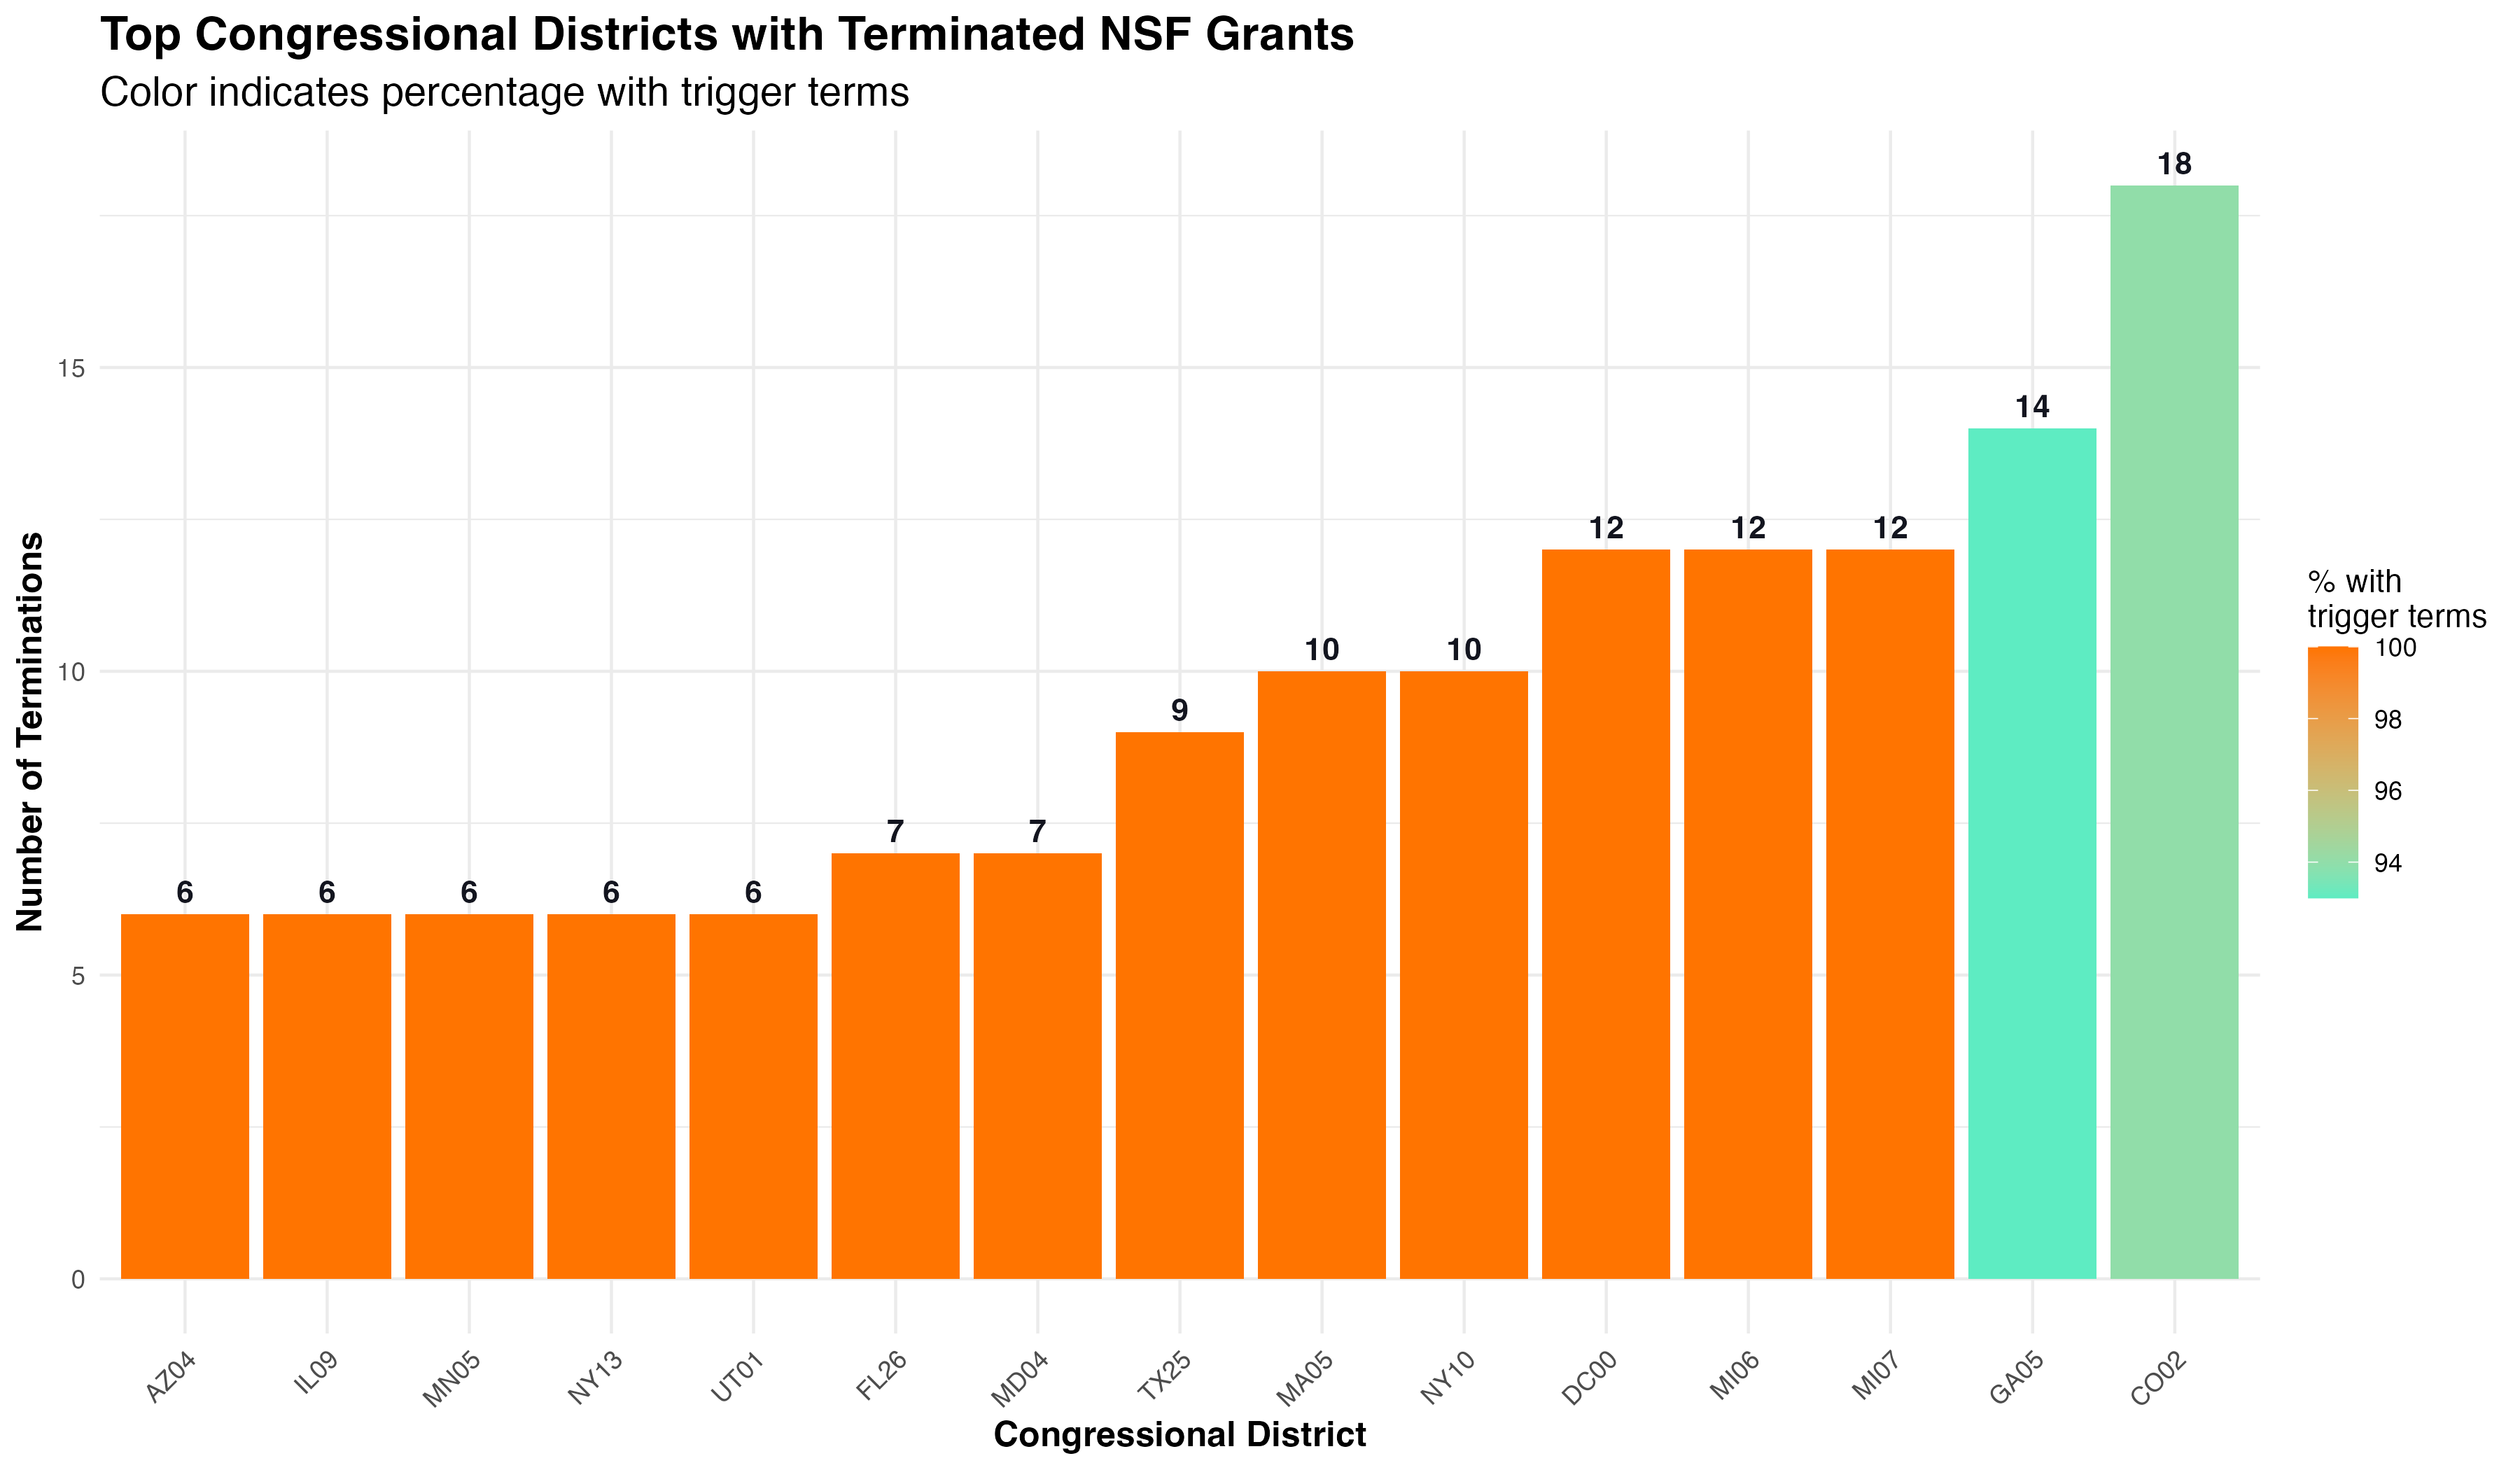 Top Congressional Districts with Terminated NSF Grants
Color indicates percentage with trigger terms
Number of Terminations
15
10
5
0
6
6
6
6
6
7
7
9
10
10
12
12
12
14
18
AZ04
IL09
MN05
NY13
UT01
FL26
MD04
TX25
MA05
NY10
DC00
MI06
MI07
GA05
CO02
Congressional District
% with
trigger terms
100
98
96
94